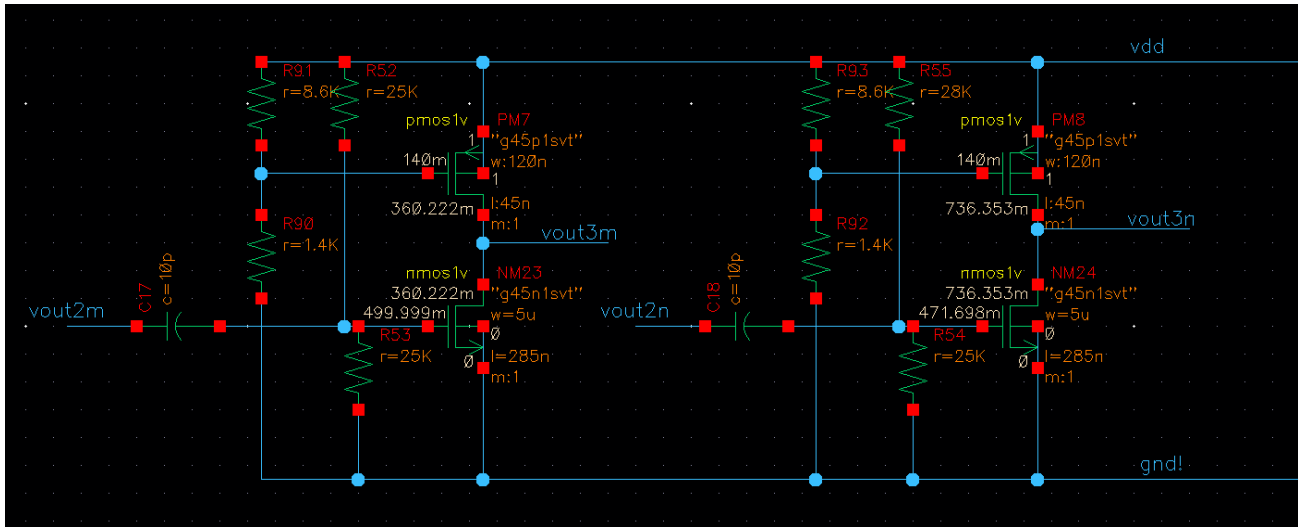 vdd
R91
r=8.6K
R52
r=25K
pmos1v
PM7
1
"g45p1svt"
w:120n
140m
1
l:45n
360.222m
m:1
vout3m
R90
r=1.4K
nmos1v
NM23
360.222m
"g45n1svt"
499.999m
w=5u
0
l=285n
0
m:1
vout2m
C17
c=10p
R53
r=25K
R93
r=8.6K
R55
r=28K
pmos1v
PM8
1
"g45p1svt"
w:120n
140m
1
l:45n
736.353m
m:1
vout3n
R92
r=1.4K
nmos1v
NM24
736.353m
"g45n1svt"
471.698m
w=5u
0
l=285n
0
m:1
vout2n
C18
c=10p
R54
r=25K
gnd!